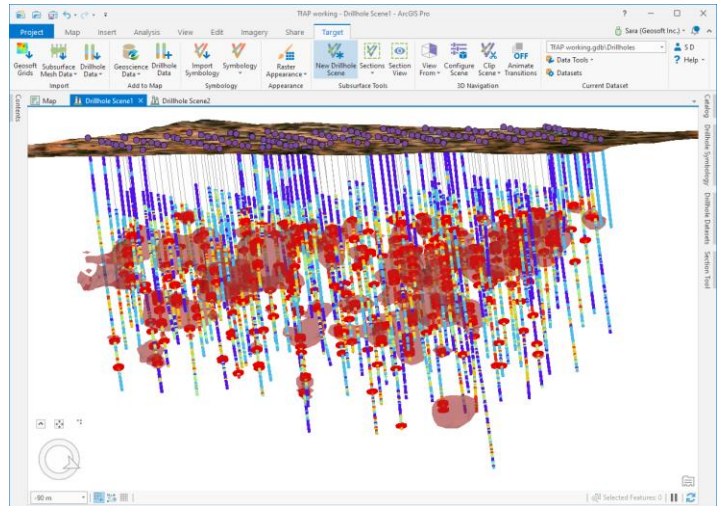 TfAP working - Drillhole Scene1 - ArcGIS Pro
Project Map Insert Analysis View Edit Imagery Share Target Sara (Geosoft Inc.)
Geosoft Grids
Subsurface Mesh Data
Drillhole Data
Geoscience Data
Drillhole Data
Import Symbology
Symbology
Raster Appearance
New Drillhole Scene
Sections
Section View
View From
Configure Scene
Clip Scene
OFF
Animate Transitions
TfAP working.gdb\Drillholes
Data Tools
Datasets
S D
? Help
Import Add to Map Symbology Appearance Subsurface Tools 3D Navigation Current Dataset
Contents
Map Drillhole Scene1 Drillhole Scene2
Catalog
Drillhole Symbology
Drillhole Datasets
Section Tool
-90 m
Selected Features: 0